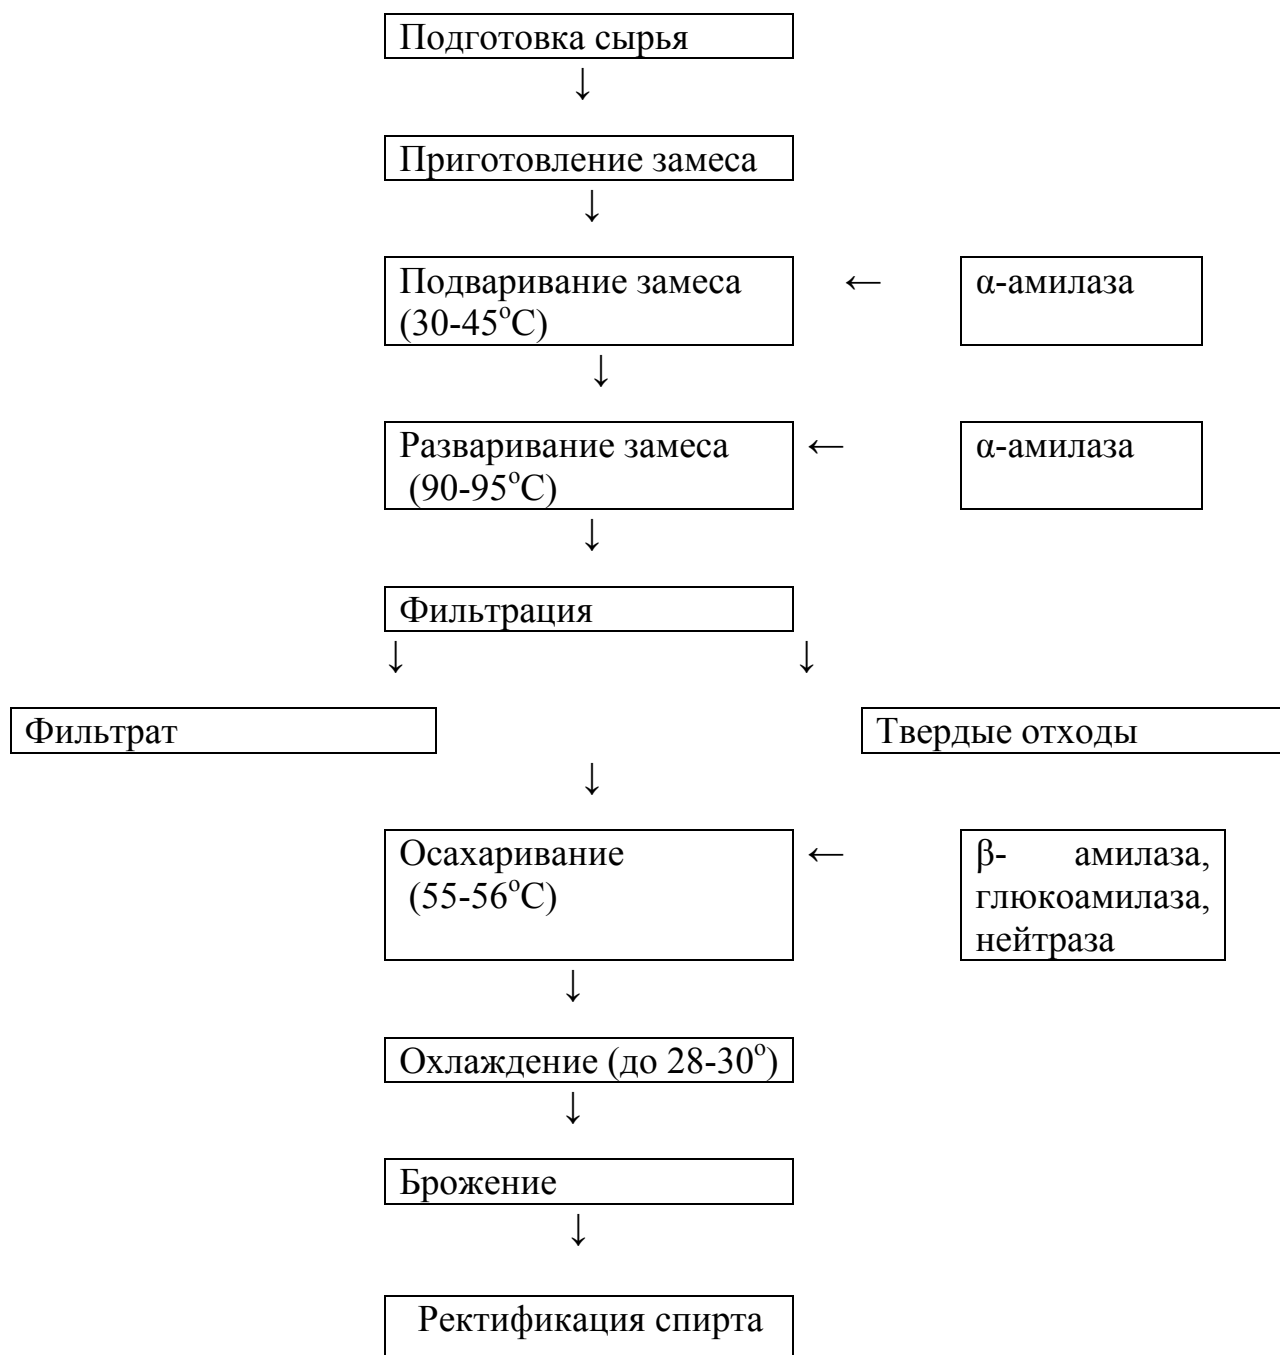 Подготовка сырья
↓
Приготовление замеса
↓
Подваривание замеса
(30-45°С)
←
α-амилаза
↓
Разваривание замеса
(90-95°С)
←
α-амилаза
↓
Фильтрация
↓ ↓
Фильтрат
Твердые отходы
↓
Осахаривание
(55-56°С)
←
β- амилаза,
глюкоамилаза,
нейтраза
↓
Охлаждение (до 28-30°)
↓
Брожение
↓
Ректификация спирта